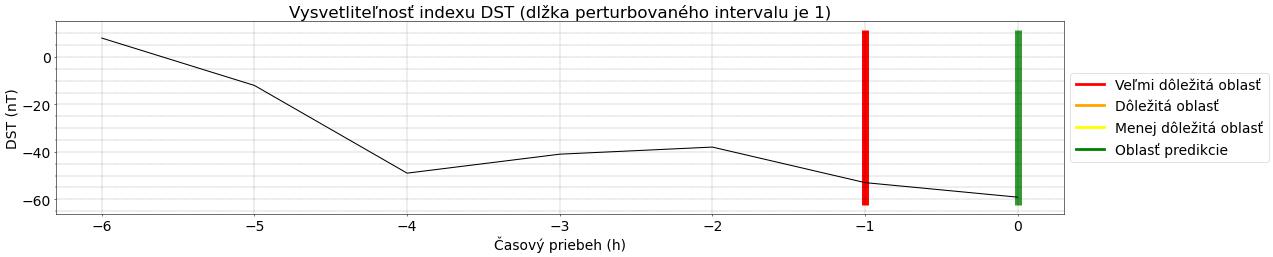 Vysvetliteľnosť indexu DST (dĺžka perturbovaného intervalu je 1)
DST (nT)
0
−20
−40
−60
−6
−5
−4
−3
−2
−1
0
Časový priebeh (h)
Veľmi dôležitá oblasť
Dôležitá oblasť
Menej dôležitá oblasť
Oblasť predikcie